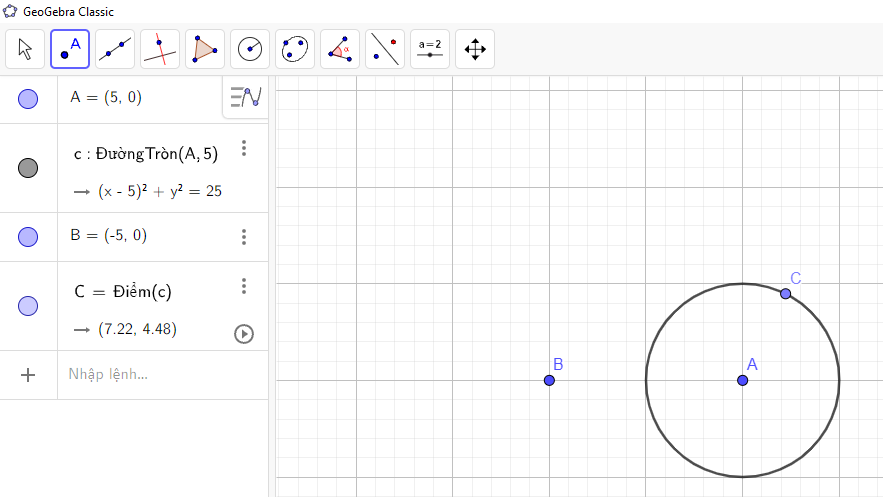 GeoGebra Classic
A
α
a=2
A = (5, 0)
c : ĐườngTròn(A, 5)
→ (x - 5)² + y² = 25
B = (-5, 0)
C = Điểm(c)
→ (7.22, 4.48)
+ Nhập lệnh...
C
B
A